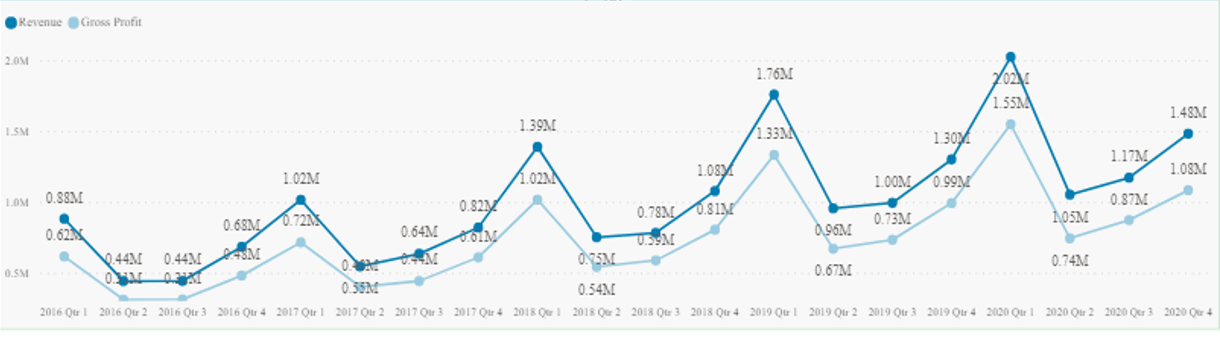 Revenue Gross Profit
2.0M
1.5M
1.0M
0.5M
0.88M
0.44M
0.44M
0.68M
1.02M
0.64M
0.82M
1.39M
0.75M
0.78M
1.08M
1.76M
0.96M
1.00M
1.30M
2.02M
1.05M
1.17M
1.48M
0.62M
0.31M
0.31M
0.48M
0.72M
0.44M
0.61M
1.02M
0.54M
0.59M
0.81M
1.33M
0.67M
0.73M
0.99M
1.55M
0.74M
0.87M
1.08M
2016 Qtr 1 2016 Qtr 2 2016 Qtr 3 2016 Qtr 4 2017 Qtr 1 2017 Qtr 2 2017 Qtr 3 2017 Qtr 4 2018 Qtr 1 2018 Qtr 2 2018 Qtr 3 2018 Qtr 4 2019 Qtr 1 2019 Qtr 2 2019 Qtr 3 2019 Qtr 4 2020 Qtr 1 2020 Qtr 2 2020 Qtr 3 2020 Qtr 4